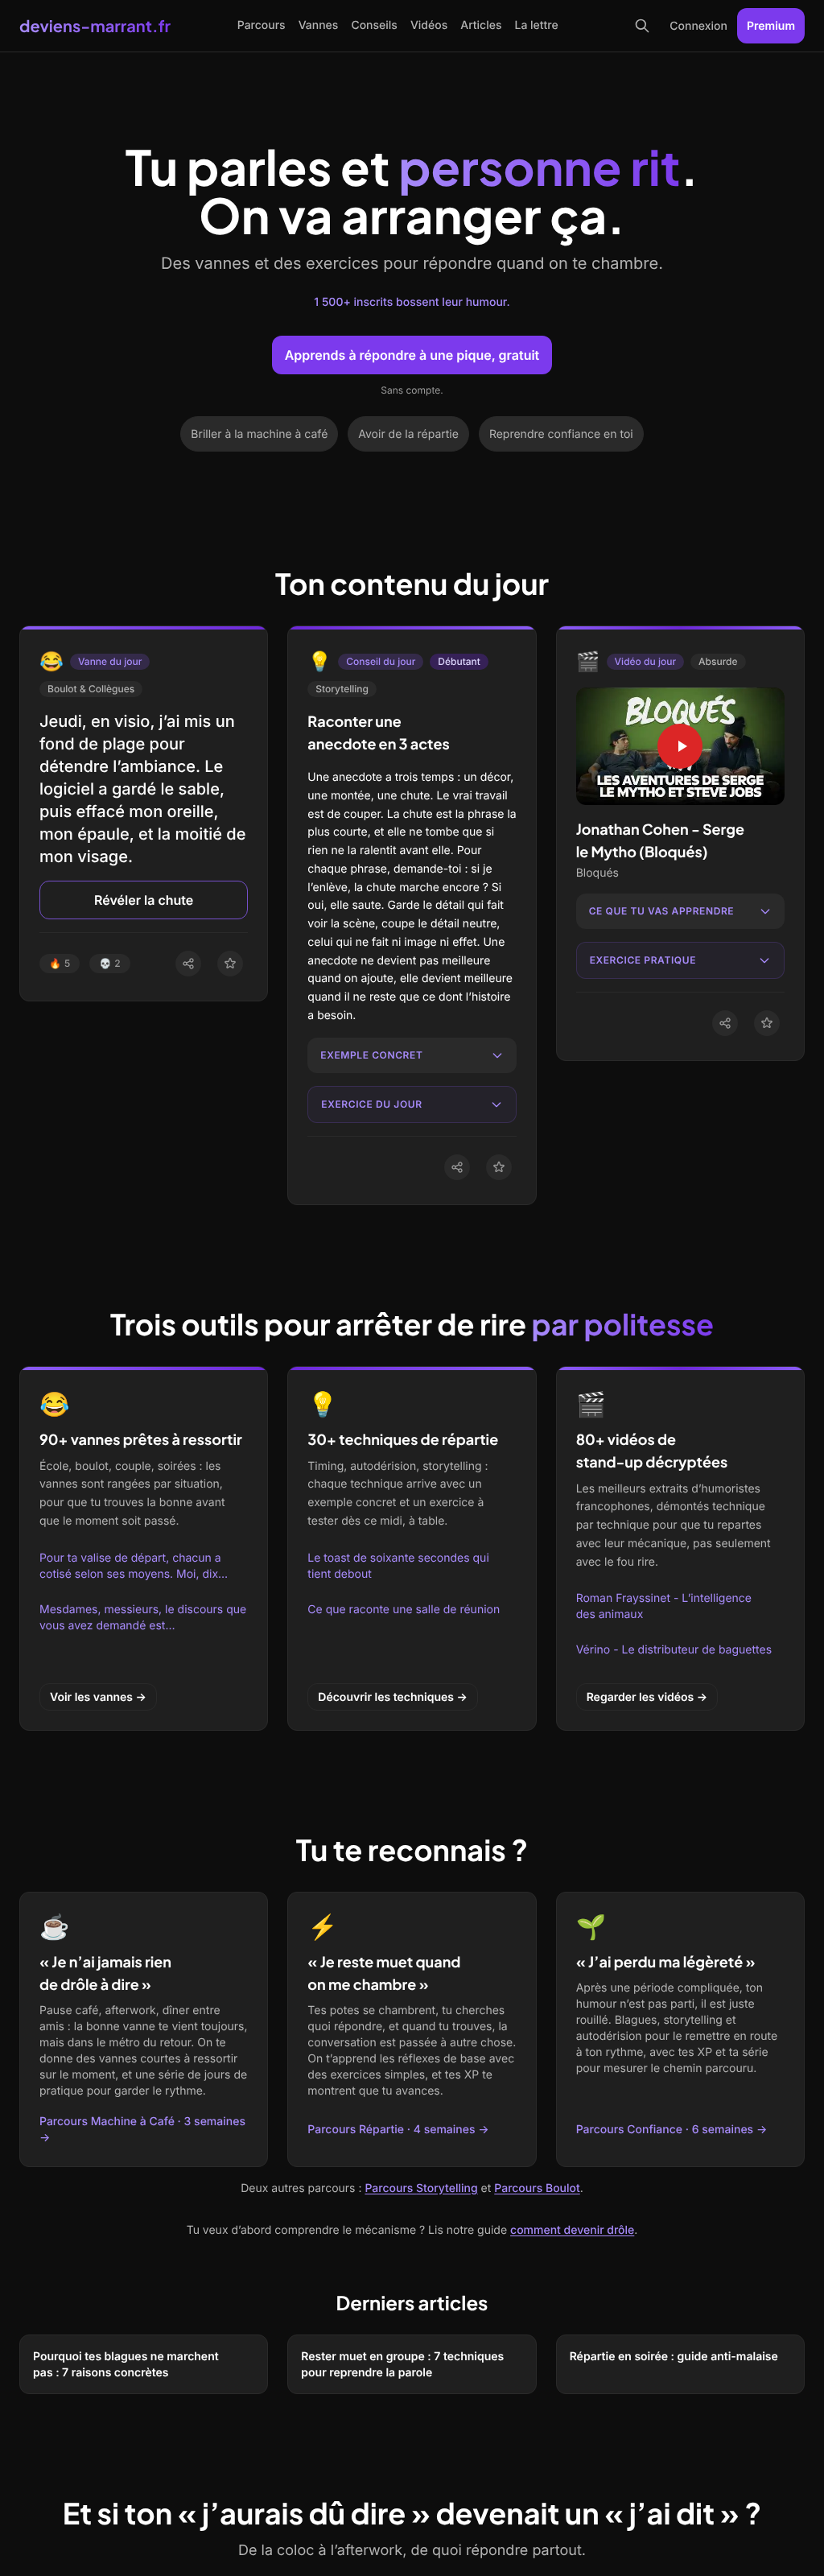 deviens-marrant.fr
Parcours Vannes Conseils Vidéos Articles La lettre
Connexion
Premium
Tu parles et personne rit.
On va arranger ça.
Des vannes et des exercices pour répondre quand on te chambre.
1 500+ inscrits bossent leur humour.
Apprends à répondre à une pique, gratuit
Sans compte.
Briller à la machine à café
Avoir de la répartie
Reprendre confiance en toi
Ton contenu du jour
Vanne du jour
Boulot & Collègues
Jeudi, en visio, j’ai mis un
fond de plage pour
détendre l’ambiance. Le
logiciel a gardé le sable,
puis effacé mon oreille,
mon épaule, et la moitié de
mon visage.
Révéler la chute
5
2
Conseil du jour
Débutant
Storytelling
Raconter une
anecdote en 3 actes
Une anecdote a trois temps : un décor,
une montée, une chute. Le vrai travail
est de couper. La chute est la phrase la
plus courte, et elle ne tombe que si
rien ne la ralentit avant elle. Pour
chaque phrase, demande-toi : si je
l’enlève, la chute marche encore ? Si
oui, elle saute. Garde le détail qui fait
voir la scène, coupe le détail neutre,
celui qui ne fait ni image ni effet. Une
anecdote ne devient pas meilleure
quand on ajoute, elle devient meilleure
quand il ne reste que ce dont l’histoire
a besoin.
EXEMPLE CONCRET
EXERCICE DU JOUR
Vidéo du jour
Absurde
BLOQUÉS
LES AVENTURES DE SERGE
LE MYTHO ET STEVE JOBS
Jonathan Cohen - Serge
le Mytho (Bloqués)
Bloqués
CE QUE TU VAS APPRENDRE
EXERCICE PRATIQUE
Trois outils pour arrêter de rire par politesse
90+ vannes prêtes à ressortir
École, boulot, couple, soirées : les
vannes sont rangées par situation,
pour que tu trouves la bonne avant
que le moment soit passé.
Pour ta valise de départ, chacun a
cotisé selon ses moyens. Moi, dix...
Mesdames, messieurs, le discours que
vous avez demandé est...
Voir les vannes →
30+ techniques de répartie
Timing, autodérision, storytelling :
chaque technique arrive avec un
exemple concret et un exercice à
tester dès ce midi, à table.
Le toast de soixante secondes qui
tient debout
Ce que raconte une salle de réunion
Découvrir les techniques →
80+ vidéos de
stand-up décryptées
Les meilleurs extraits d’humoristes
francophones, démontés technique
par technique pour que tu repartes
avec leur mécanique, pas seulement
avec le fou rire.
Roman Frayssinet - L’intelligence
des animaux
Vérino - Le distributeur de baguettes
Regarder les vidéos →
Tu te reconnais ?
« Je n’ai jamais rien
de drôle à dire »
Pause café, afterwork, dîner entre
amis : la bonne vanne te vient toujours,
mais dans le métro du retour. On te
donne des vannes courtes à ressortir
sur le moment, et une série de jours de
pratique pour garder le rythme.
Parcours Machine à Café · 3 semaines
→
« Je reste muet quand
on me chambre »
Tes potes se chambrent, tu cherches
quoi répondre, et quand tu trouves, la
conversation est passée à autre chose.
On t’apprend les réflexes de base avec
des exercices simples, et tes XP te
montrent que tu avances.
Parcours Répartie · 4 semaines →
« J’ai perdu ma légèreté »
Après une période compliquée, ton
humour n’est pas parti, il est juste
rouillé. Blagues, storytelling et
autodérision pour le remettre en route
à ton rythme, avec tes XP et ta série
pour mesurer le chemin parcouru.
Parcours Confiance · 6 semaines →
Deux autres parcours : Parcours Storytelling et Parcours Boulot.
Tu veux d’abord comprendre le mécanisme ? Lis notre guide comment devenir drôle.
Derniers articles
Pourquoi tes blagues ne marchent
pas : 7 raisons concrètes
Rester muet en groupe : 7 techniques
pour reprendre la parole
Répartie en soirée : guide anti-malaise
Et si ton « j’aurais dû dire » devenait un « j’ai dit » ?
De la coloc à l’afterwork, de quoi répondre partout.